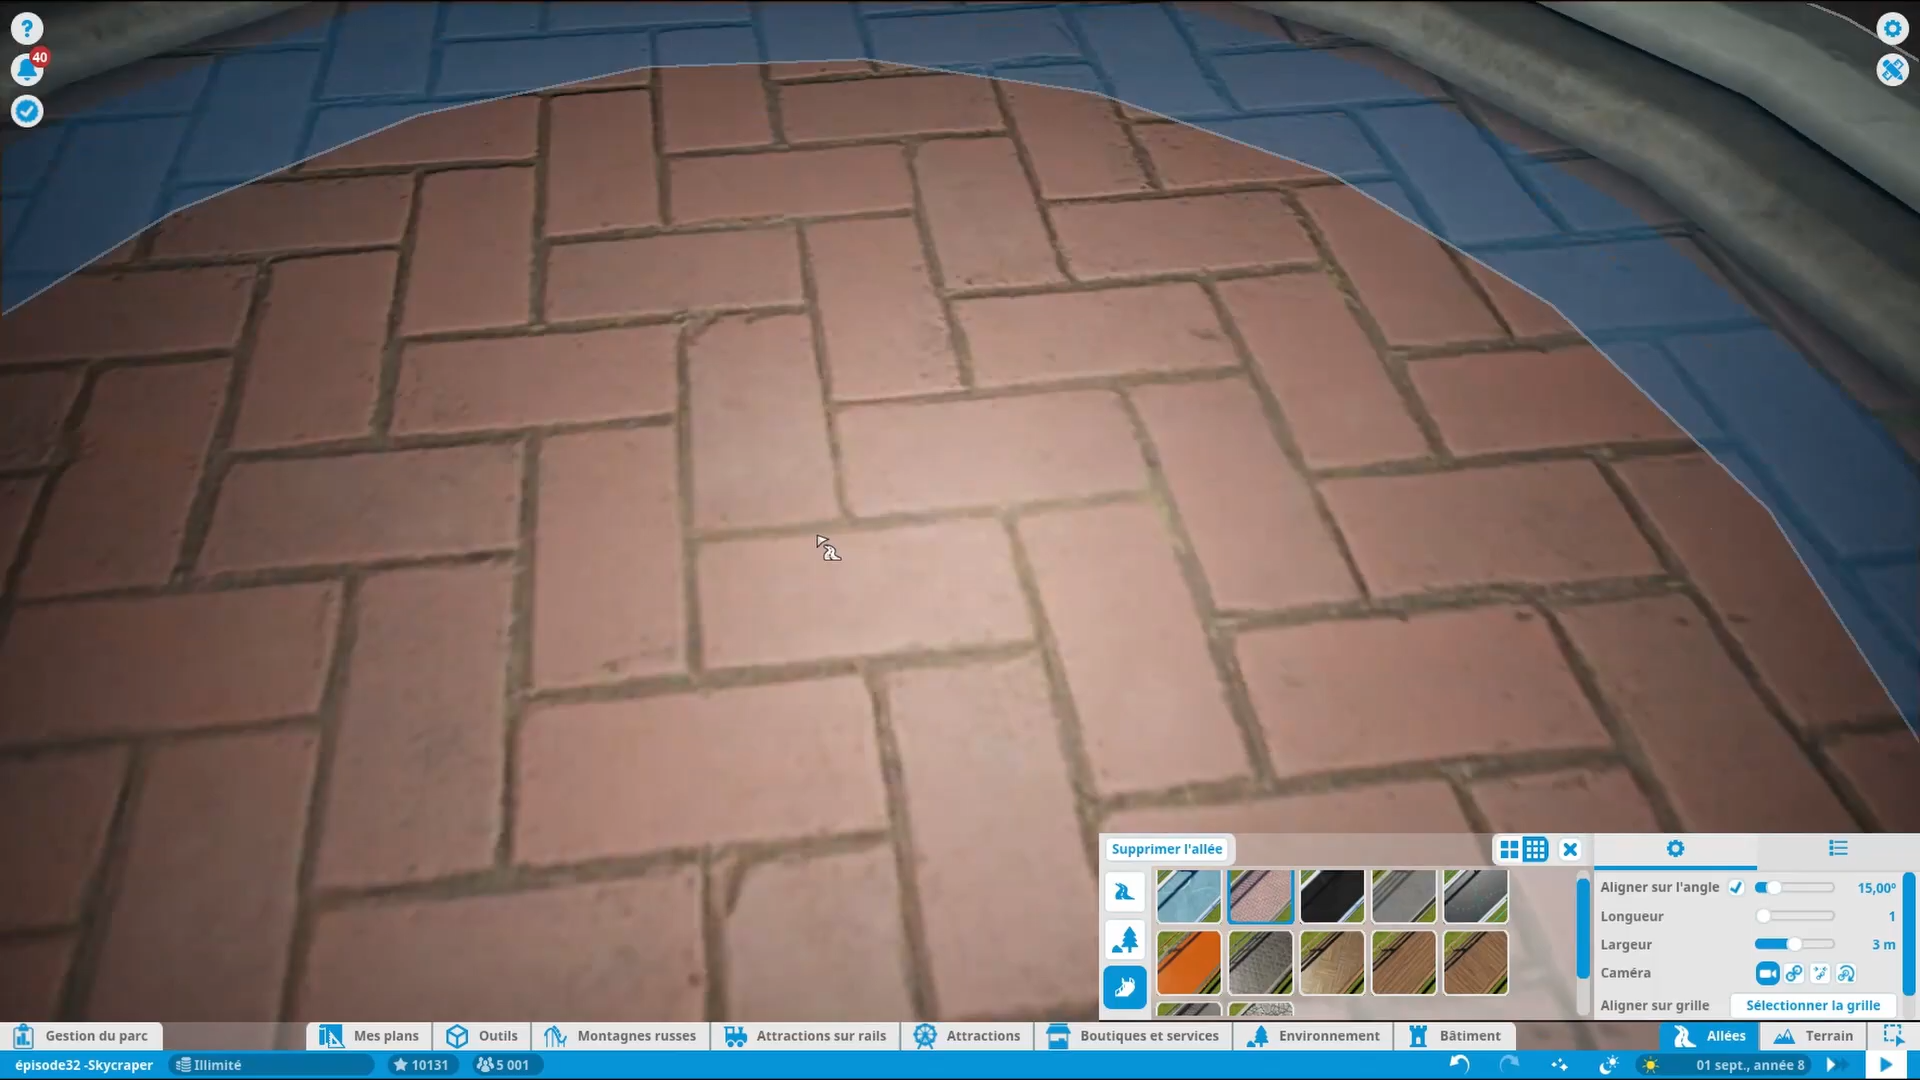 ?
40
Supprimer l'allée
Aligner sur l'angle 15,00°
Longueur 1
Largeur 3 m
Caméra
Aligner sur grille Sélectionner la grille
Gestion du parc Mes plans Outils Montagnes russes Attractions sur rails Attractions Boutiques et services Environnement Bâtiment Allées Terrain
épisode32 -Skycraper Illimité 10131 5 001 01 sept., année 8